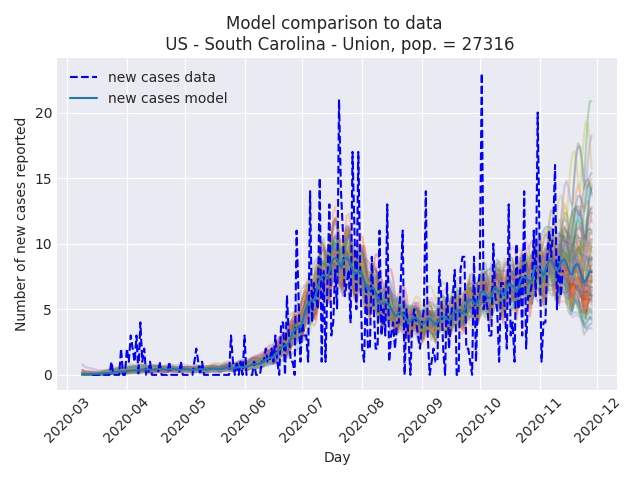 Model comparison to data
US - South Carolina - Union, pop. = 27316
new cases data
new cases model
Number of new cases reported
20
15
10
5
0
2020-03
2020-04
2020-05
2020-06
2020-07
2020-08
2020-09
2020-10
2020-11
2020-12
Day